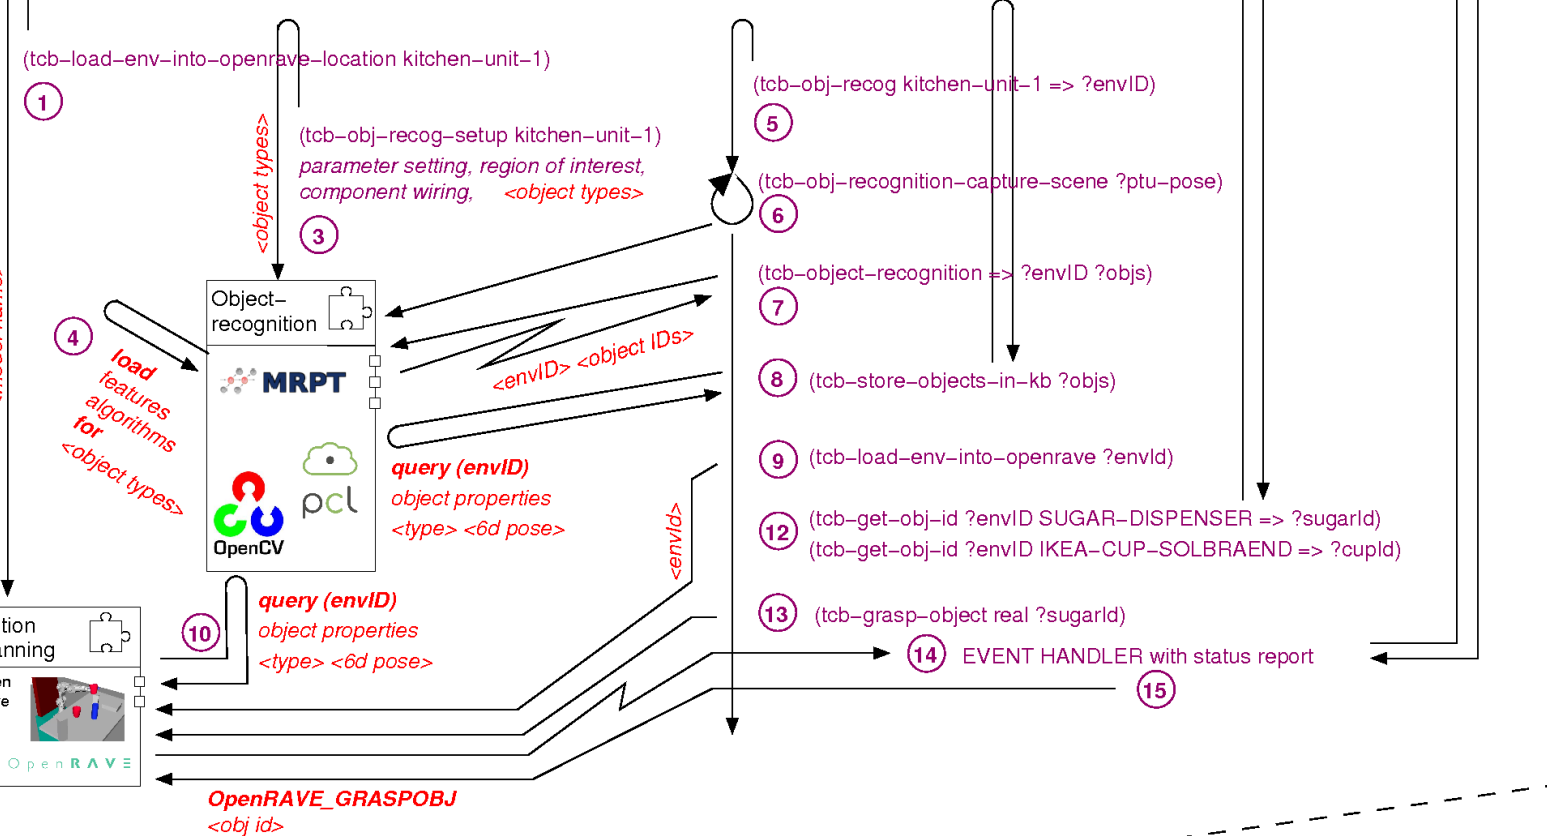 (tcb−load−env−into−openrave−location kitchen−unit−1)
1
<object types>
(tcb−obj−recog−setup kitchen−unit−1)
parameter setting, region of interest,
component wiring, <object types>
3
(tcb−obj−recog kitchen−unit−1 => ?envID)
5
(tcb−obj−recognition−capture−scene ?ptu−pose)
6
Object−
recognition
4
load
features
algorithms
for
<object types>
MRPT
pcl
OpenCV
(tcb−object−recognition => ?envID ?objs)
7
<envID> <object IDs>
8 (tcb−store−objects−in−kb ?objs)
query (envID)
object properties
<type> <6d pose>
9 (tcb−load−env−into−openrave ?envId)
<envId>
12 (tcb−get−obj−id ?envID SUGAR−DISPENSER => ?sugarId)
(tcb−get−obj−id ?envID IKEA−CUP−SOLBRAEND => ?cupId)
10
query (envID)
object properties
<type> <6d pose>
13 (tcb−grasp−object real ?sugarId)
14 EVENT HANDLER with status report
15
tion
anning
en
ve
OpenRAVE
OpenRAVE_GRASPOBJ
<obj id>